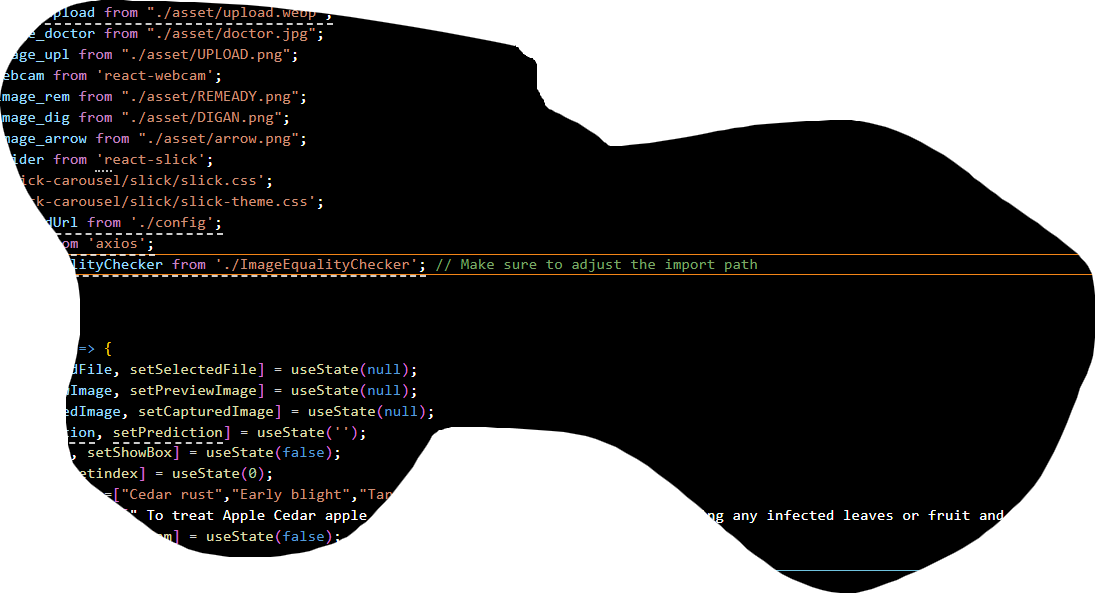 pload from "./asset/upload.webp";
e_doctor from "./asset/doctor.jpg";
age_upl from "./asset/UPLOAD.png";
ebcam from 'react-webcam';
mage_rem from "./asset/REMEADY.png";
mage_dig from "./asset/DIGAN.png";
mage_arrow from "./asset/arrow.png";
ider from 'react-slick';
ick-carousel/slick/slick.css';
k-carousel/slick/slick-theme.css';
dUrl from './config';
om 'axios';
lityChecker from './ImageEqualityChecker'; // Make sure to adjust the import path
=> {
dFile, setSelectedFile] = useState(null);
wImage, setPreviewImage] = useState(null);
edImage, setCapturedImage] = useState(null);
tion, setPrediction] = useState('');
, setShowBox] = useState(false);
etindex] = useState(0);
=["Cedar rust","Early blight","Tar
" To treat Apple Cedar apple ng any infected leaves or fruit and
m] = useState(false);